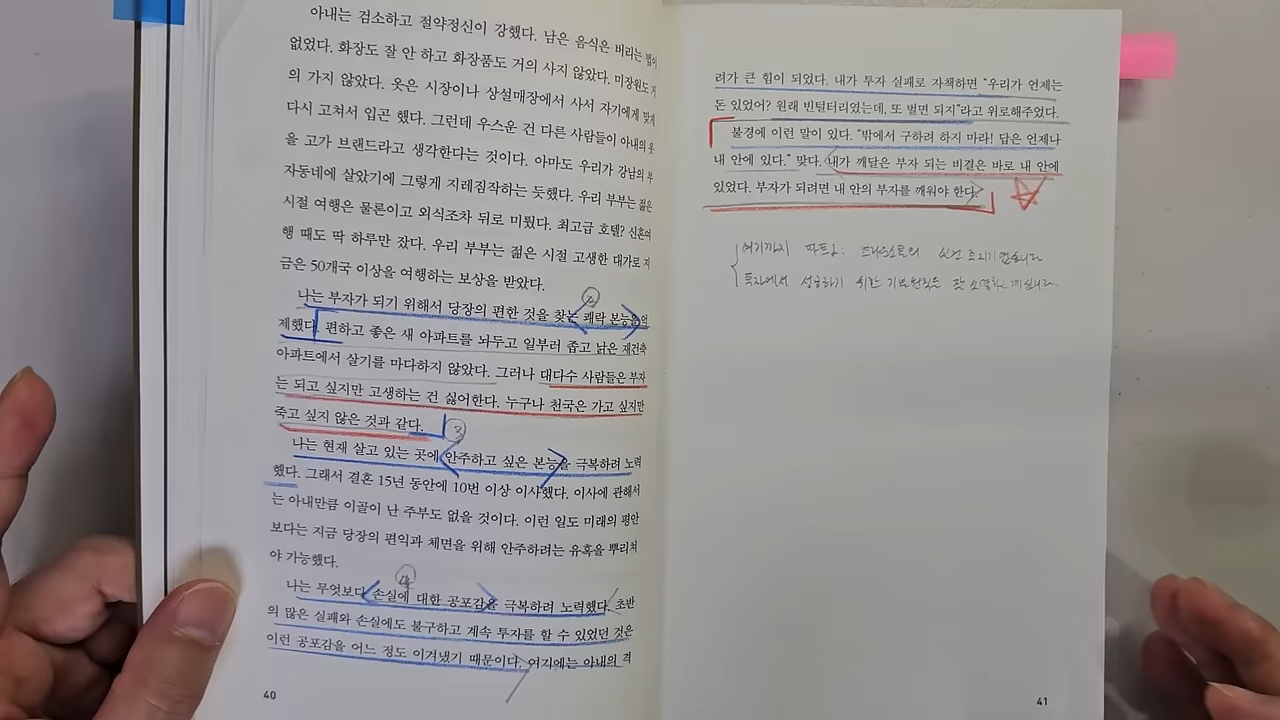 아내는 검소하고 절약정신이 강했다. 남은 음식은 버리는 법이
없었다. 화장도 잘 안 하고 화장품도 거의 사지 않았다. 미장원도 거
의 가지 않았다. 옷은 시장이나 상설매장에서 사서 자기에게 맞게
다시 고쳐서 입곤 했다. 그런데 우스운 건 다른 사람들이 아내의 옷
을 고가 브랜드라고 생각한다는 것이다. 아마도 우리가 강남의 부
자동네에 살았기에 그렇게 지레짐작하는 듯했다. 우리 부부는 젊은
시절 여행은 물론이고 외식조차 뒤로 미뤘다. 최고급 호텔? 신혼여
행 때도 딱 하루만 잤다. 우리 부부는 젊은 시절 고생한 대가로 지
금은 50개국 이상을 여행하는 보상을 받았다.
②
나는 부자가 되기 위해서 당장의 편한 것을 찾는 쾌락 본능을 억
제했다. 편하고 좋은 새 아파트를 놔두고 일부러 좁고 낡은 재건축
아파트에서 살기를 마다하지 않았다. 그러나 대다수 사람들은 부자
는 되고 싶지만 고생하는 건 싫어한다. 누구나 천국은 가고 싶지만
죽고 싶지 않은 것과 같다.
③
나는 현재 살고 있는 곳에 안주하고 싶은 본능을 극복하려 노력
했다. 그래서 결혼 15년 동안에 10번 이상 이사했다. 이사에 관해서
는 아내만큼 이골이 난 주부도 없을 것이다. 이런 일도 미래의 평안
보다는 지금 당장의 편익과 체면을 위해 안주하려는 유혹을 뿌리쳐
야 가능했다.
④
나는 무엇보다 손실에 대한 공포감을 극복하려 노력했다. 초반
의 많은 실패와 손실에도 불구하고 계속 투자를 할 수 있었던 것은
이런 공포감을 어느 정도 이겨냈기 때문이다. 여기에는 아내의 격
40
려가 큰 힘이 되었다. 내가 투자 실패로 자책하면 “우리가 언제는
돈 있었어? 원래 빈털터리였는데, 또 벌면 되지”라고 위로해주었다.
불경에 이런 말이 있다. “밖에서 구하려 하지 마라! 답은 언제나
내 안에 있다.” 맞다. 내가 깨달은 부자 되는 비결은 바로 내 안에
있었다. 부자가 되려면 내 안의 부자를 깨워야 한다.
여기까지 파트1:
투자에서 성공하기 위한 기본원칙은 잘
41